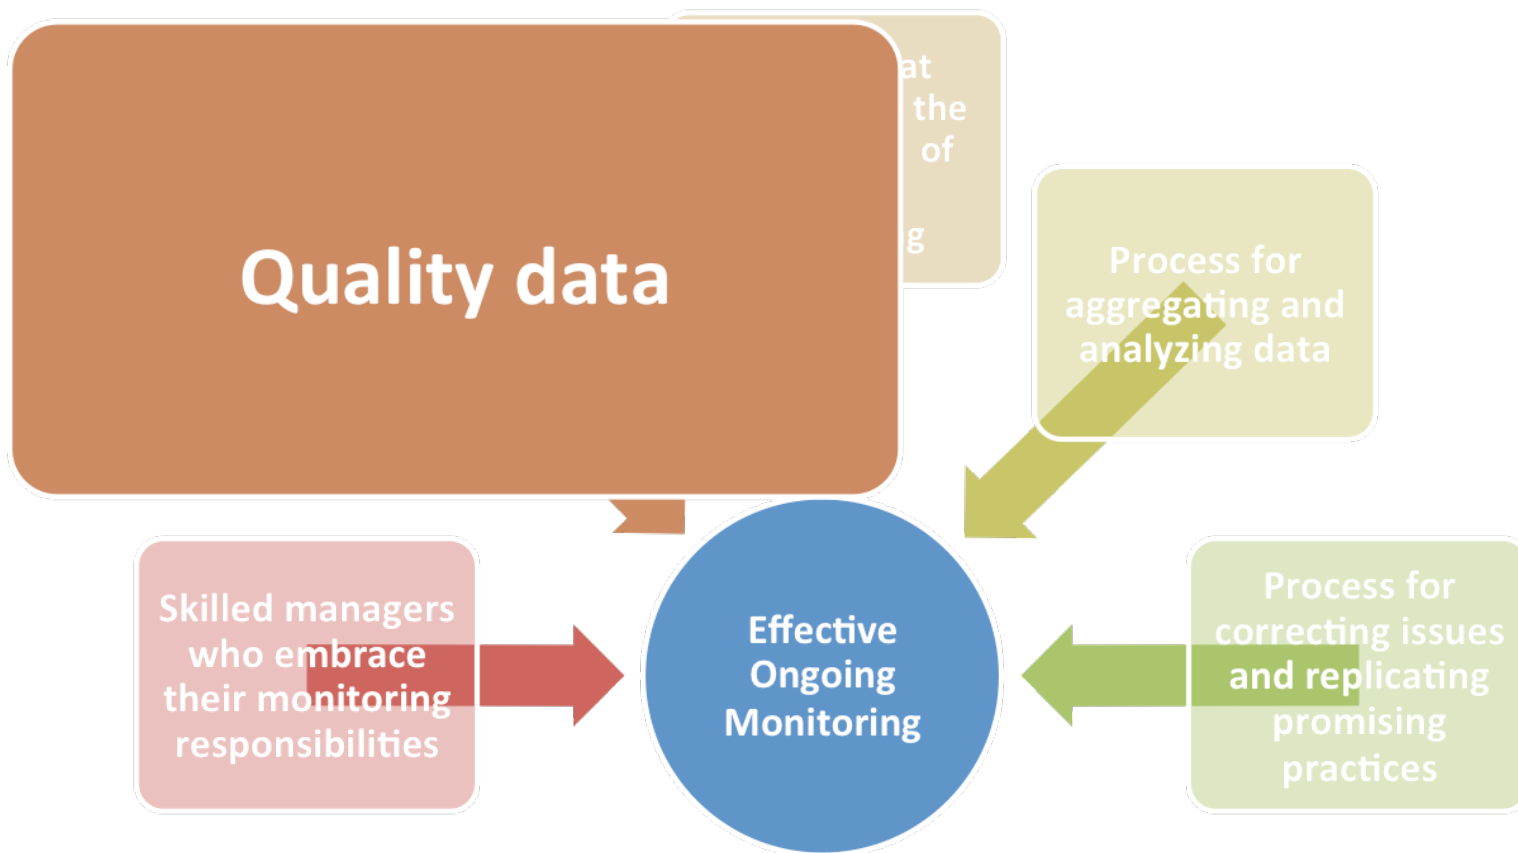 Quality data
the
of
Process for
aggregating and
analyzing data
Skilled managers
who embrace
their monitoring
responsibilities
Effective
Ongoing
Monitoring
Process for
correcting issues
and replicating
promising
practices